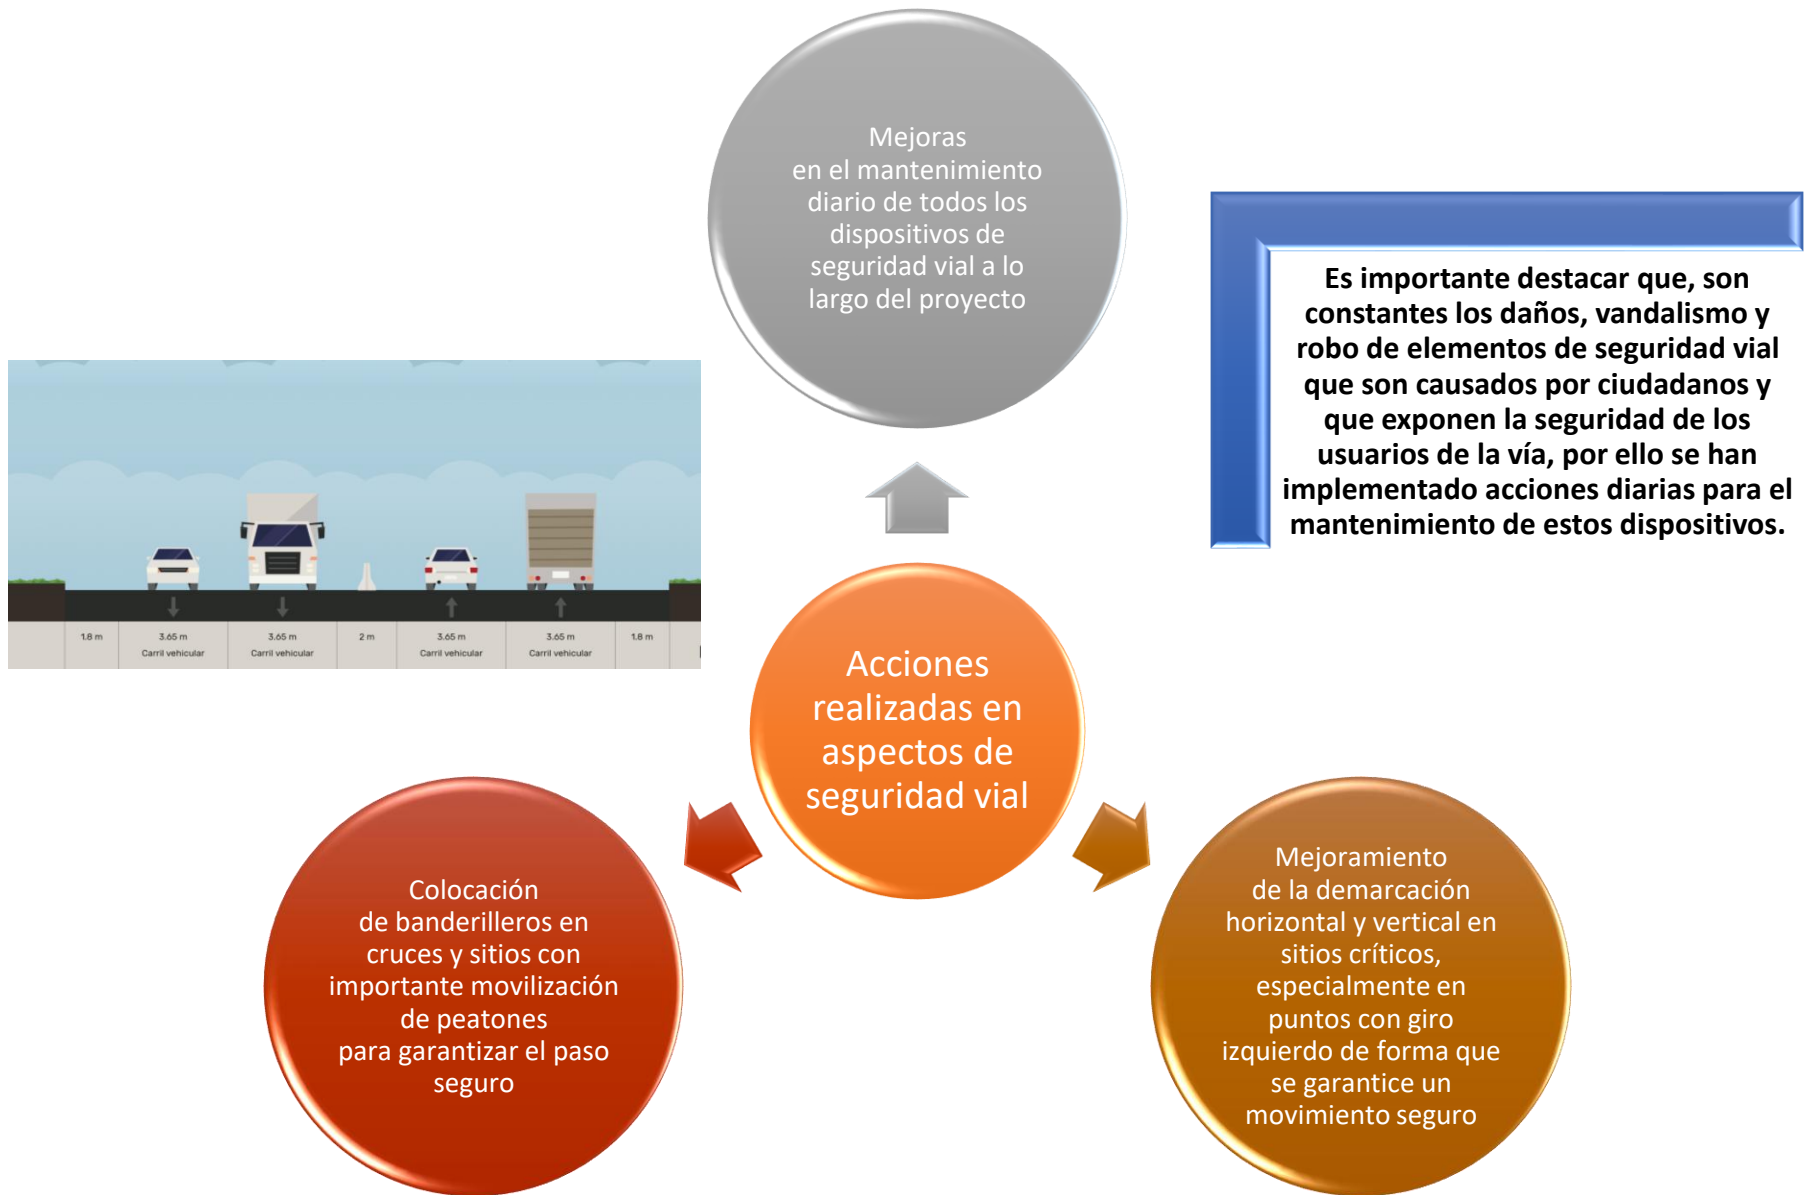 Mejoras
en el mantenimiento
diario de todos los
dispositivos de
seguridad vial a lo
largo del proyecto
Es importante destacar que, son
constantes los daños, vandalismo y
robo de elementos de seguridad vial
que son causados por ciudadanos y
que exponen la seguridad de los
usuarios de la vía, por ello se han
implementado acciones diarias para el
mantenimiento de estos dispositivos.
1.8 m 3.65 m 3.65 m 2 m 3.65 m 3.65 m 1.8 m
Carril vehicular Carril vehicular Carril vehicular Carril vehicular
Acciones
realizadas en
aspectos de
seguridad vial
Colocación
de banderilleros en
cruces y sitios con
importante movilización
de peatones
para garantizar el paso
seguro
Mejoramiento
de la demarcación
horizontal y vertical en
sitios críticos,
especialmente en
puntos con giro
izquierdo de forma que
se garantice un
movimiento seguro